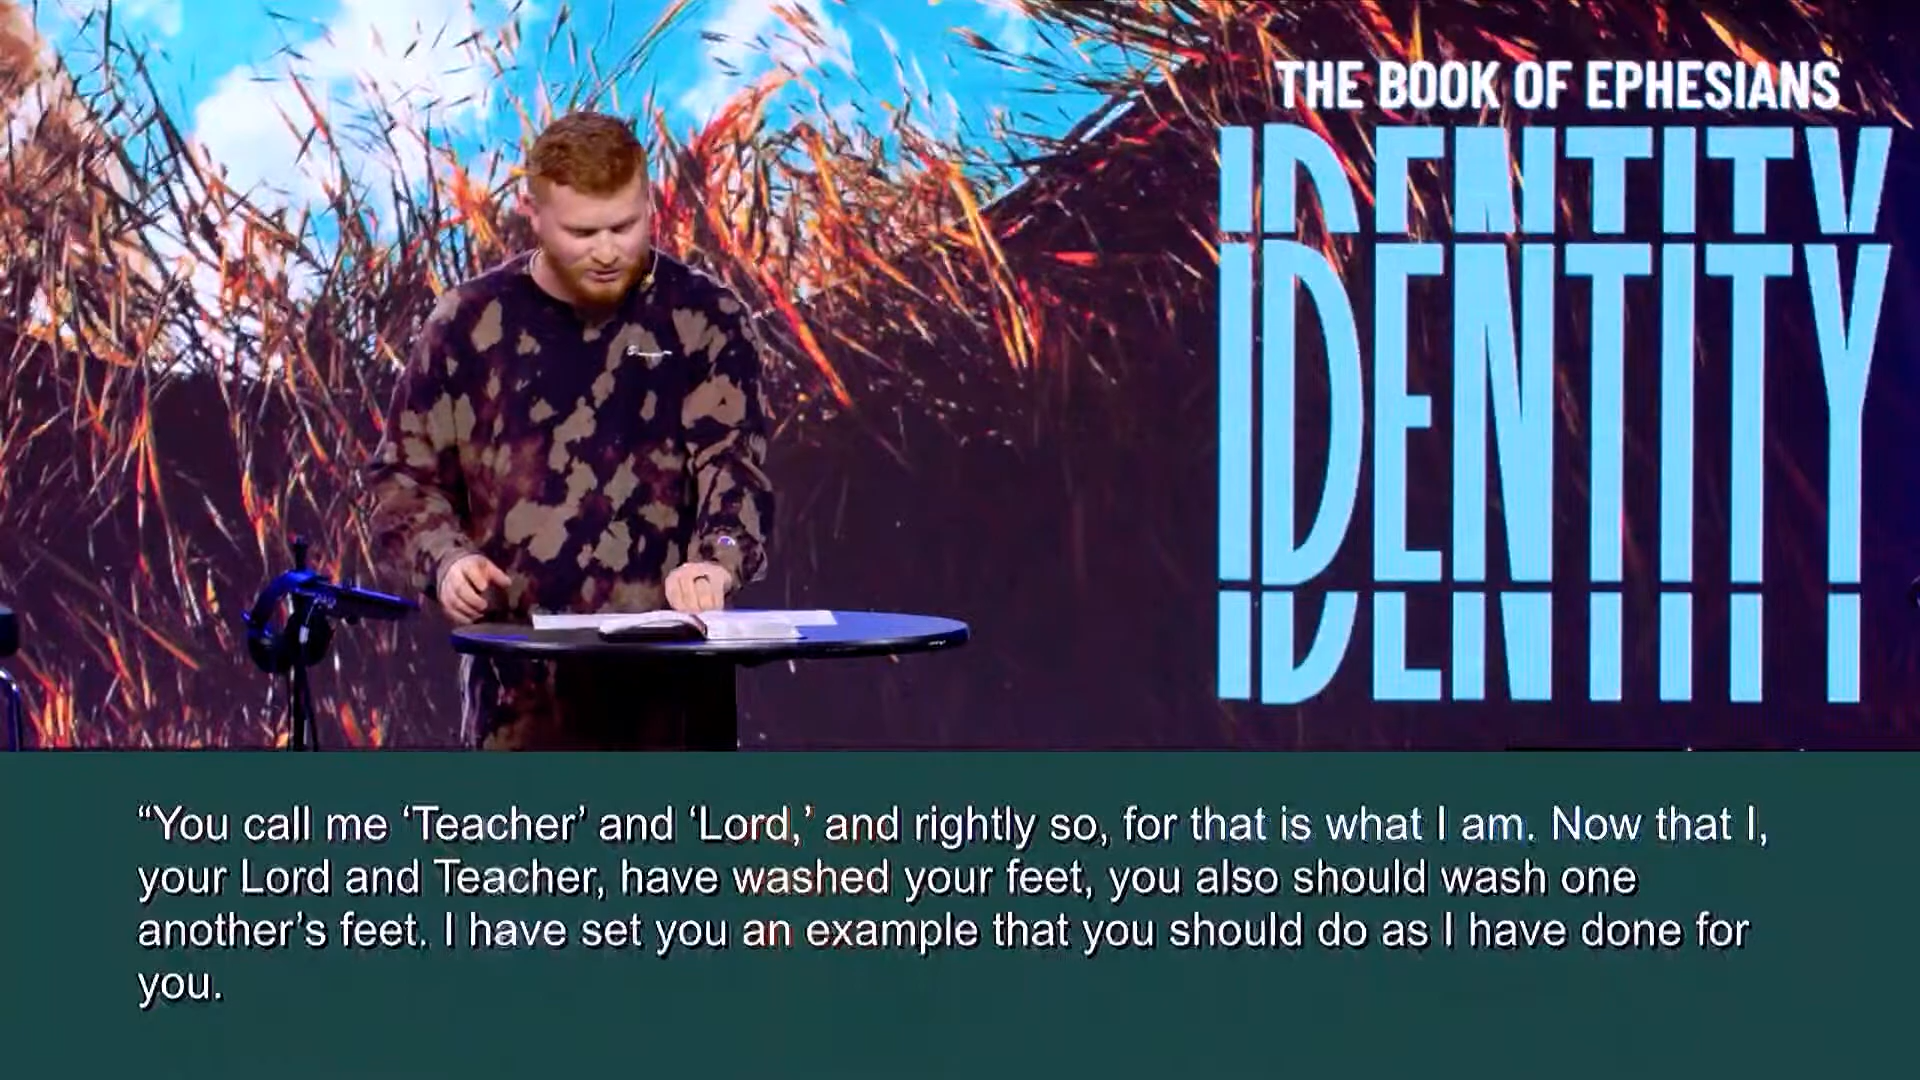 THE BOOK OF EPHESIANS
IDENTITY
IDENTITY
IDENTITY
“You call me ‘Teacher’ and ‘Lord,’ and rightly so, for that is what I am. Now that I,
your Lord and Teacher, have washed your feet, you also should wash one
another’s feet. I have set you an example that you should do as I have done for
you.